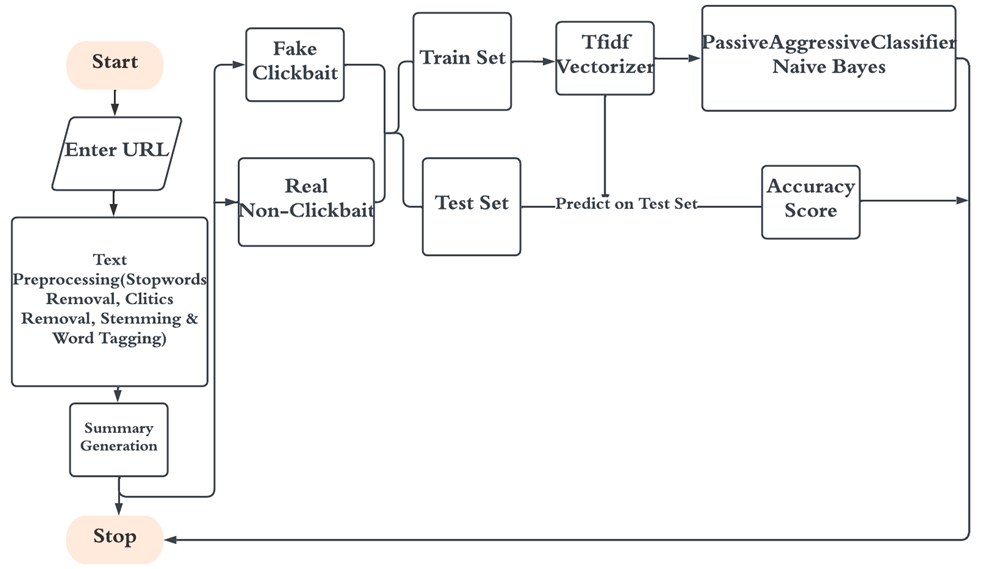 Start
Enter URL
Text
Preprocessing(Stopwords
Removal, Clitics
Removal, Stemming &
Word Tagging)
Summary
Generation
Stop
Fake
Clickbait
Real
Non-Clickbait
Train Set
Test Set
Tfidf
Vectorizer
PassiveAggressiveClassifier
Naive Bayes
Predict on Test Set
Accuracy
Score